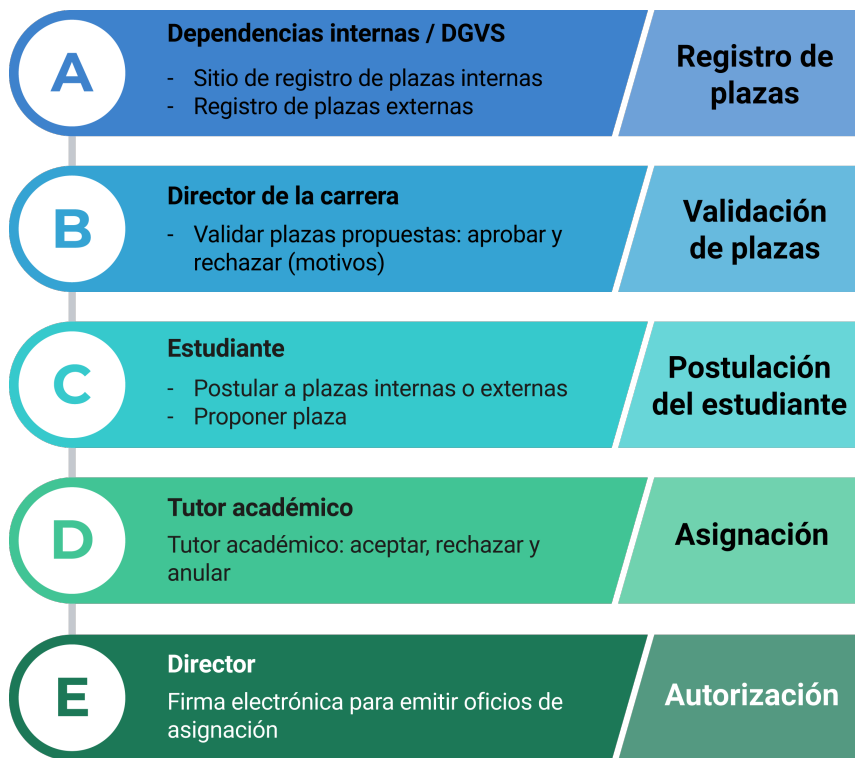 A
Dependencias internas / DGVS
- Sitio de registro de plazas internas
- Registro de plazas externas
Registro de
plazas
B
Director de la carrera
- Validar plazas propuestas: aprobar y
rechazar (motivos)
Validación
de plazas
C
Estudiante
- Postular a plazas internas o externas
- Proponer plaza
Postulación
del estudiante
D
Tutor académico
Tutor académico: aceptar, rechazar y
anular
Asignación
E
Director
Firma electrónica para emitir oficios de
asignación
Autorización